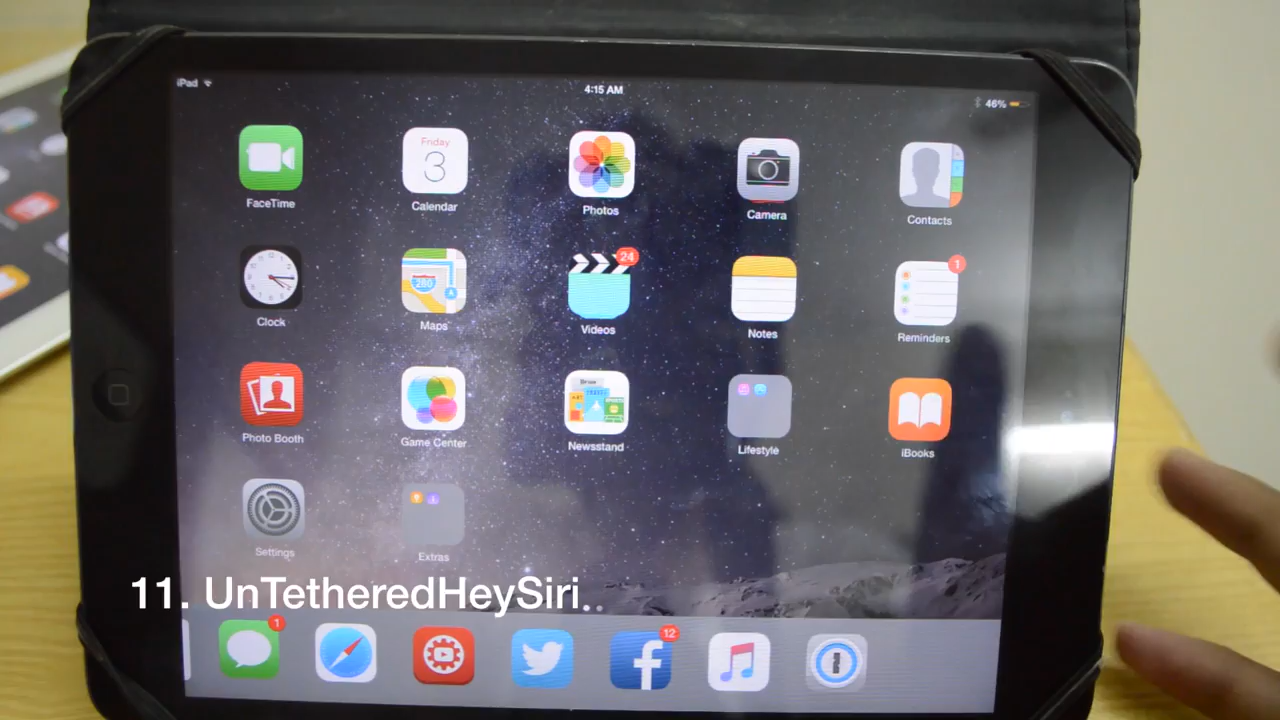 iPad
4:15 AM
46%
FaceTime
Friday
3
Calendar
Photos
Camera
Contacts
Clock
280
Maps
24
Videos
Notes
1
Reminders
Photo Booth
Game Center
Newsstand
Lifestyle
iBooks
Settings
Extras
11. UnTetheredHeySiri
1
12